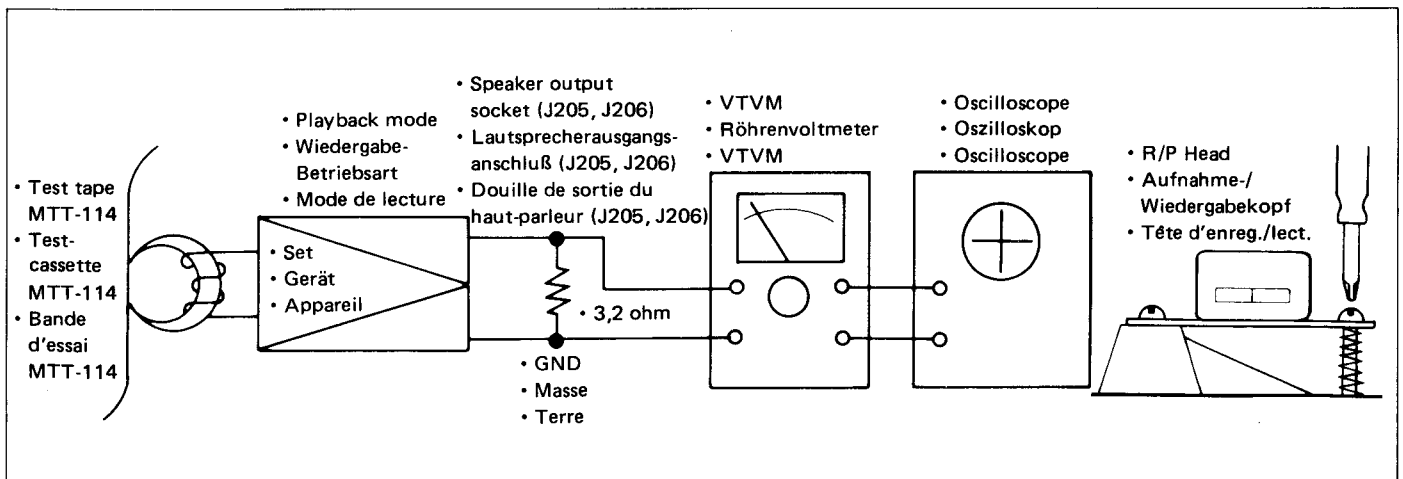 • Test tape
MTT-114
• Test-
cassette
MTT-114
• Bande
d'essai
MTT-114
• Playback mode
• Wiedergabe-
Betriebsart
• Mode de lecture
• Set
• Gerät
• Appareil
• Speaker output
socket (J205, J206)
• Lautsprecherausgangs-
anschluß (J205, J206)
• Douille de sortie du
haut-parleur (J205, J206)
• 3,2 ohm
• GND
• Masse
• Terre
• VTVM
• Röhrenvoltmeter
• VTVM
• Oscilloscope
• Oszilloskop
• Oscilloscope
• R/P Head
• Aufnahme-/
Wiedergabekopf
• Tête d'enreg./lect.